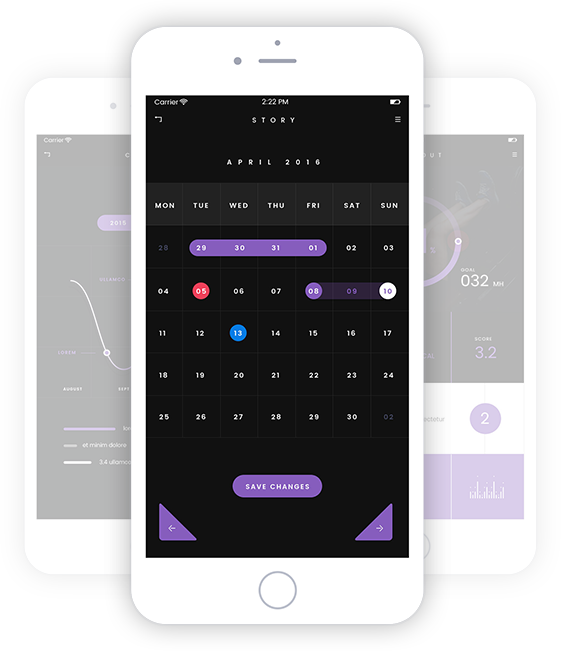 Carrier 2:22 PM
STORY
APRIL 2016
MON TUE WED THU FRI SAT SUN
28 29 30 31 01 02 03
04 05 06 07 08 09 10
11 12 13 14 15 16 17
18 19 20 21 22 23 24
25 26 27 28 29 30 02
SAVE CHANGES
Carrier
C
2015
LOREM
AUGUST SEPT
et minim dolore
3.4 ullamco
OUT
GOAL
032 MIN
CAL
SCORE
3.2
ectetur
2